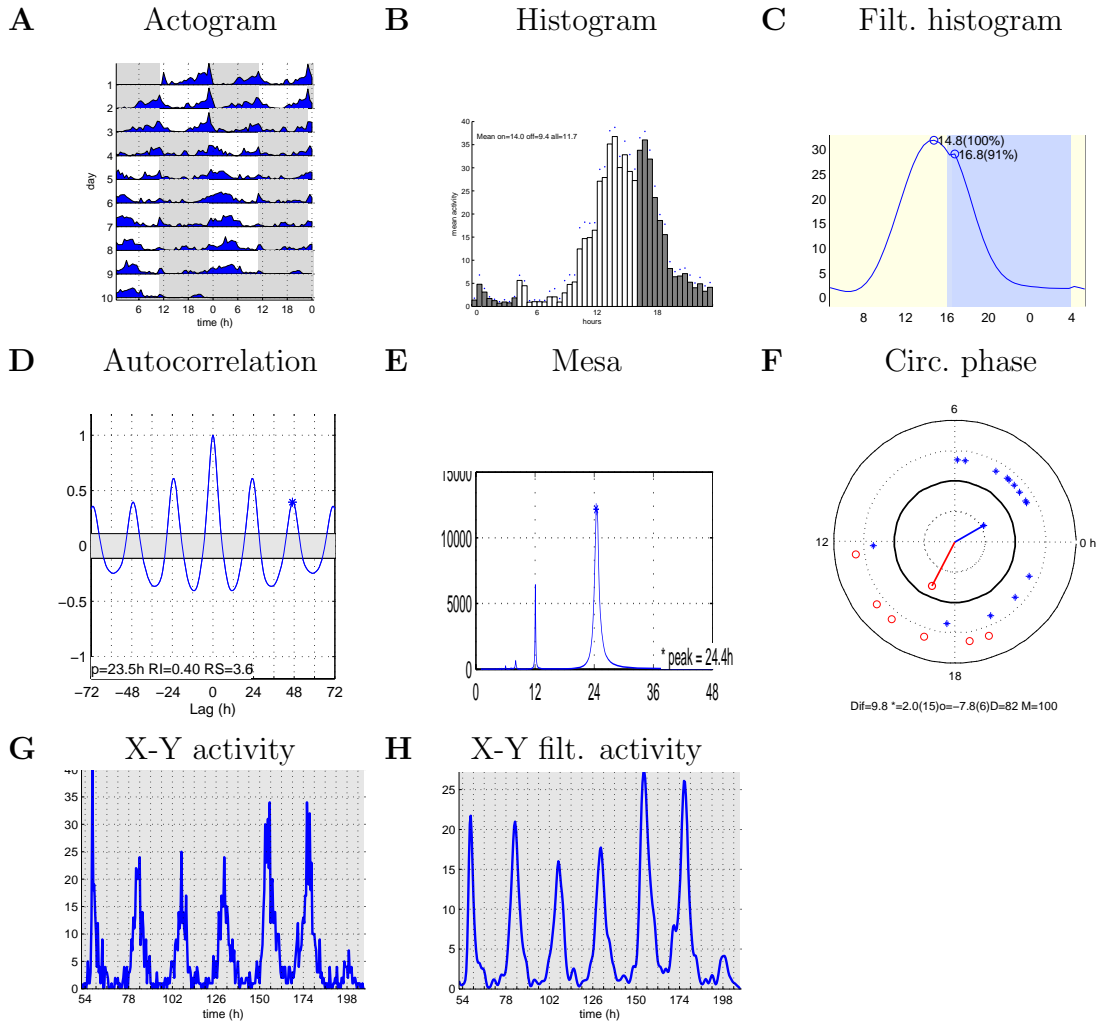 A Actogram
B Histogram
C Filt. histogram
1
2
3
4
5
6
7
8
9
10
day
6 12 18 0 6 12 18 0
time (h)
Mean on=14.0 off=9.4 all=11.7
40
35
30
25
20
15
10
5
0
mean activity
0 6 12 18
hours
14.8(100%)
16.8(91%)
30
25
20
15
10
5
0
8 12 16 20 0 4
D Autocorrelation
E Mesa
F Circ. phase
1
0.5
0
−0.5
−1
p=23.5h RI=0.40 RS=3.6
−72 −48 −24 0 24 48 72
Lag (h)
15000
10000
5000
0
* peak = 24.4h
0 12 24 36 48
6
12
0 h
18
Dif=9.8 *=2.0(15)o=−7.8(6)D=82 M=100
G X-Y activity
H X-Y filt. activity
40
35
30
25
20
15
10
5
0
54 78 102 126 150 174 198
time (h)
25
20
15
10
5
0
54 78 102 126 150 174 198
time (h)